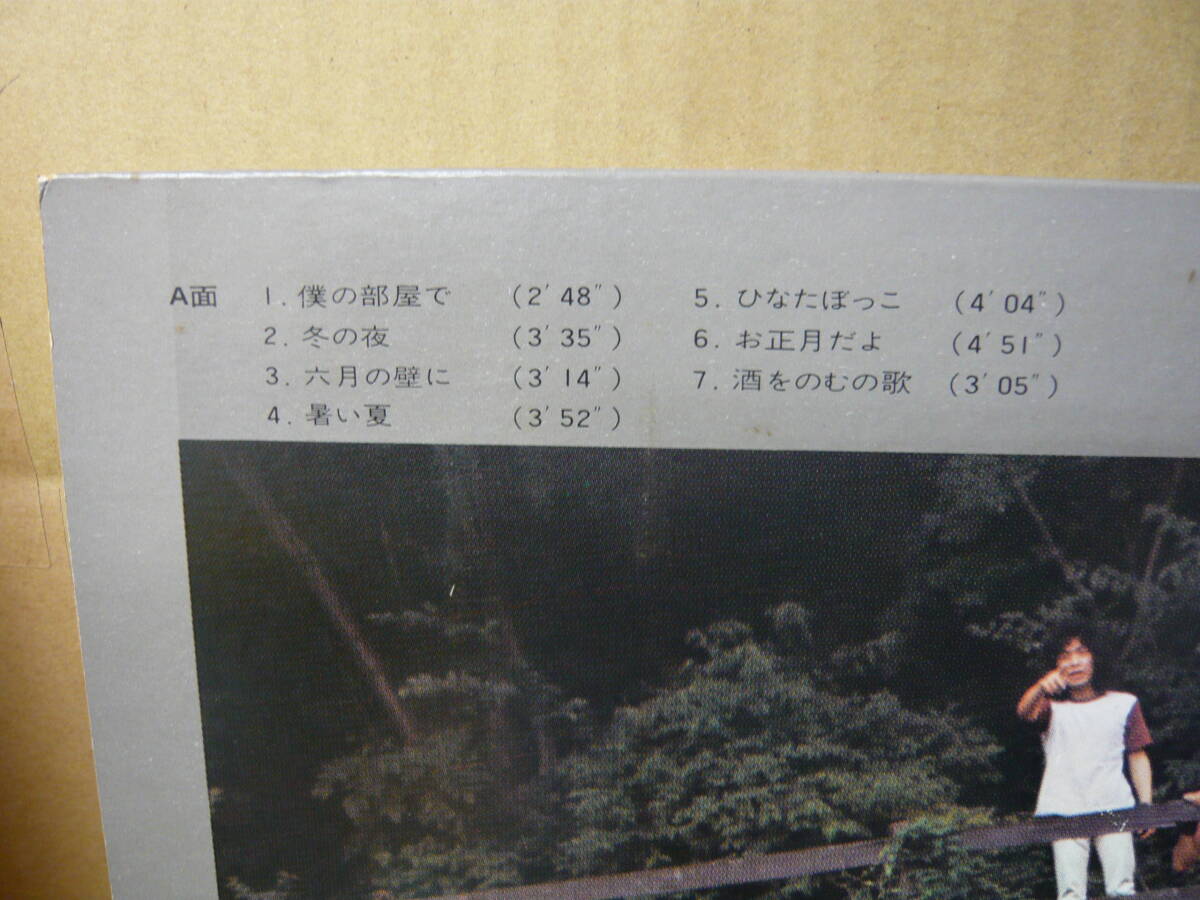 A面 1. 僕の部屋で (2′48″)
2. 冬の夜 (3′35″)
3. 六月の壁に (3′14″)
4. 暑い夏 (3′52″)
5. ひなたぼっこ (4′04″)
6. お正月だよ (4′51″)
7. 酒をのむの歌 (3′05″)